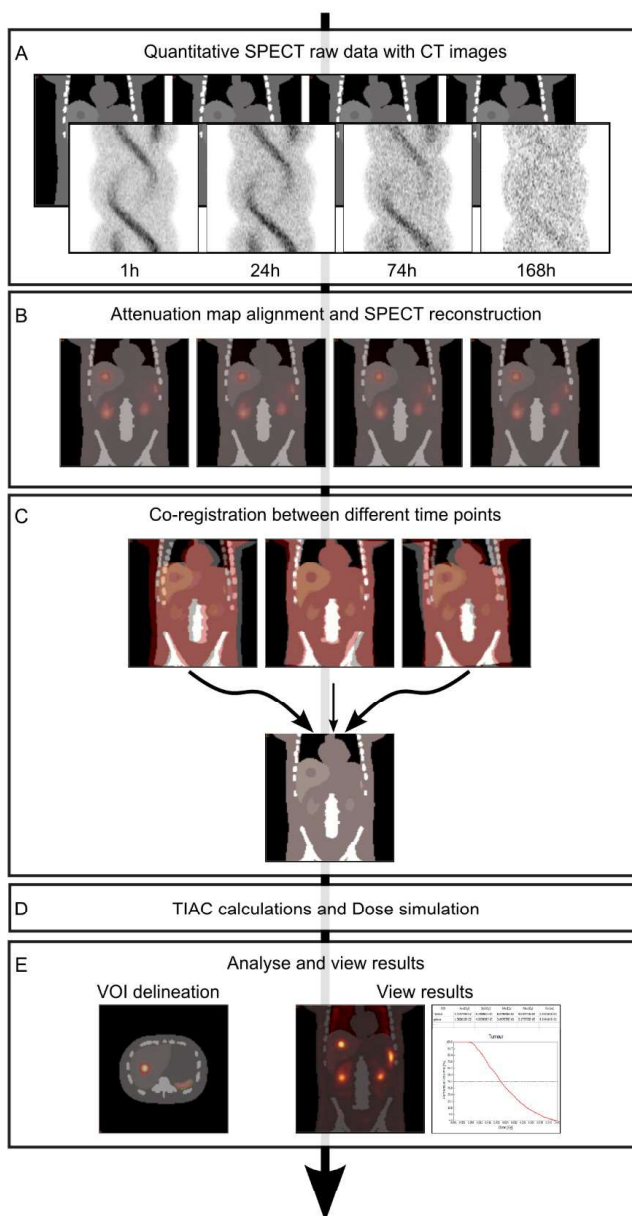 A
Quantitative SPECT raw data with CT images
1h 24h 74h 168h
B
Attenuation map alignment and SPECT reconstruction
C
Co-registration between different time points
D
TIAC calculations and Dose simulation
E
Analyse and view results
VOI delineation View results
Tumour